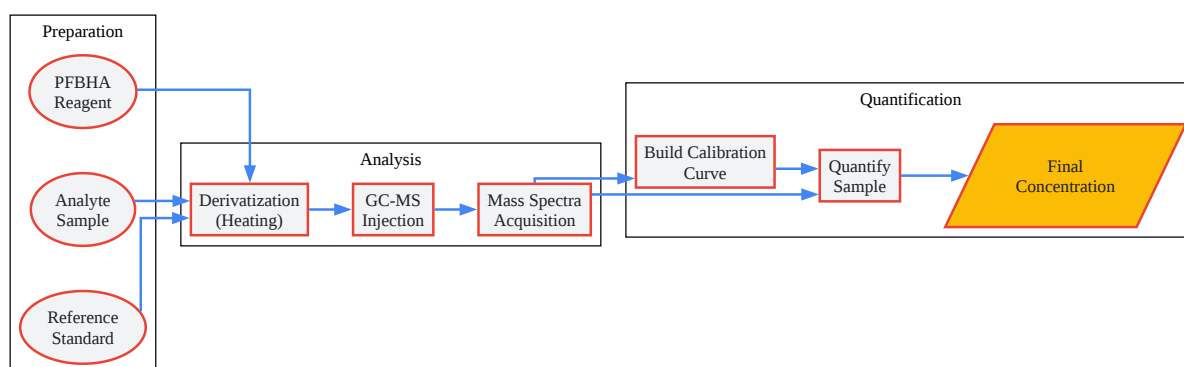 Preparation
PFBHA
Reagent
Analyte
Sample
Reference
Standard
Analysis
Derivatization
(Heating)
GC-MS
Injection
Mass Spectra
Acquisition
Quantification
Build Calibration
Curve
Quantify
Sample
Final
Concentration